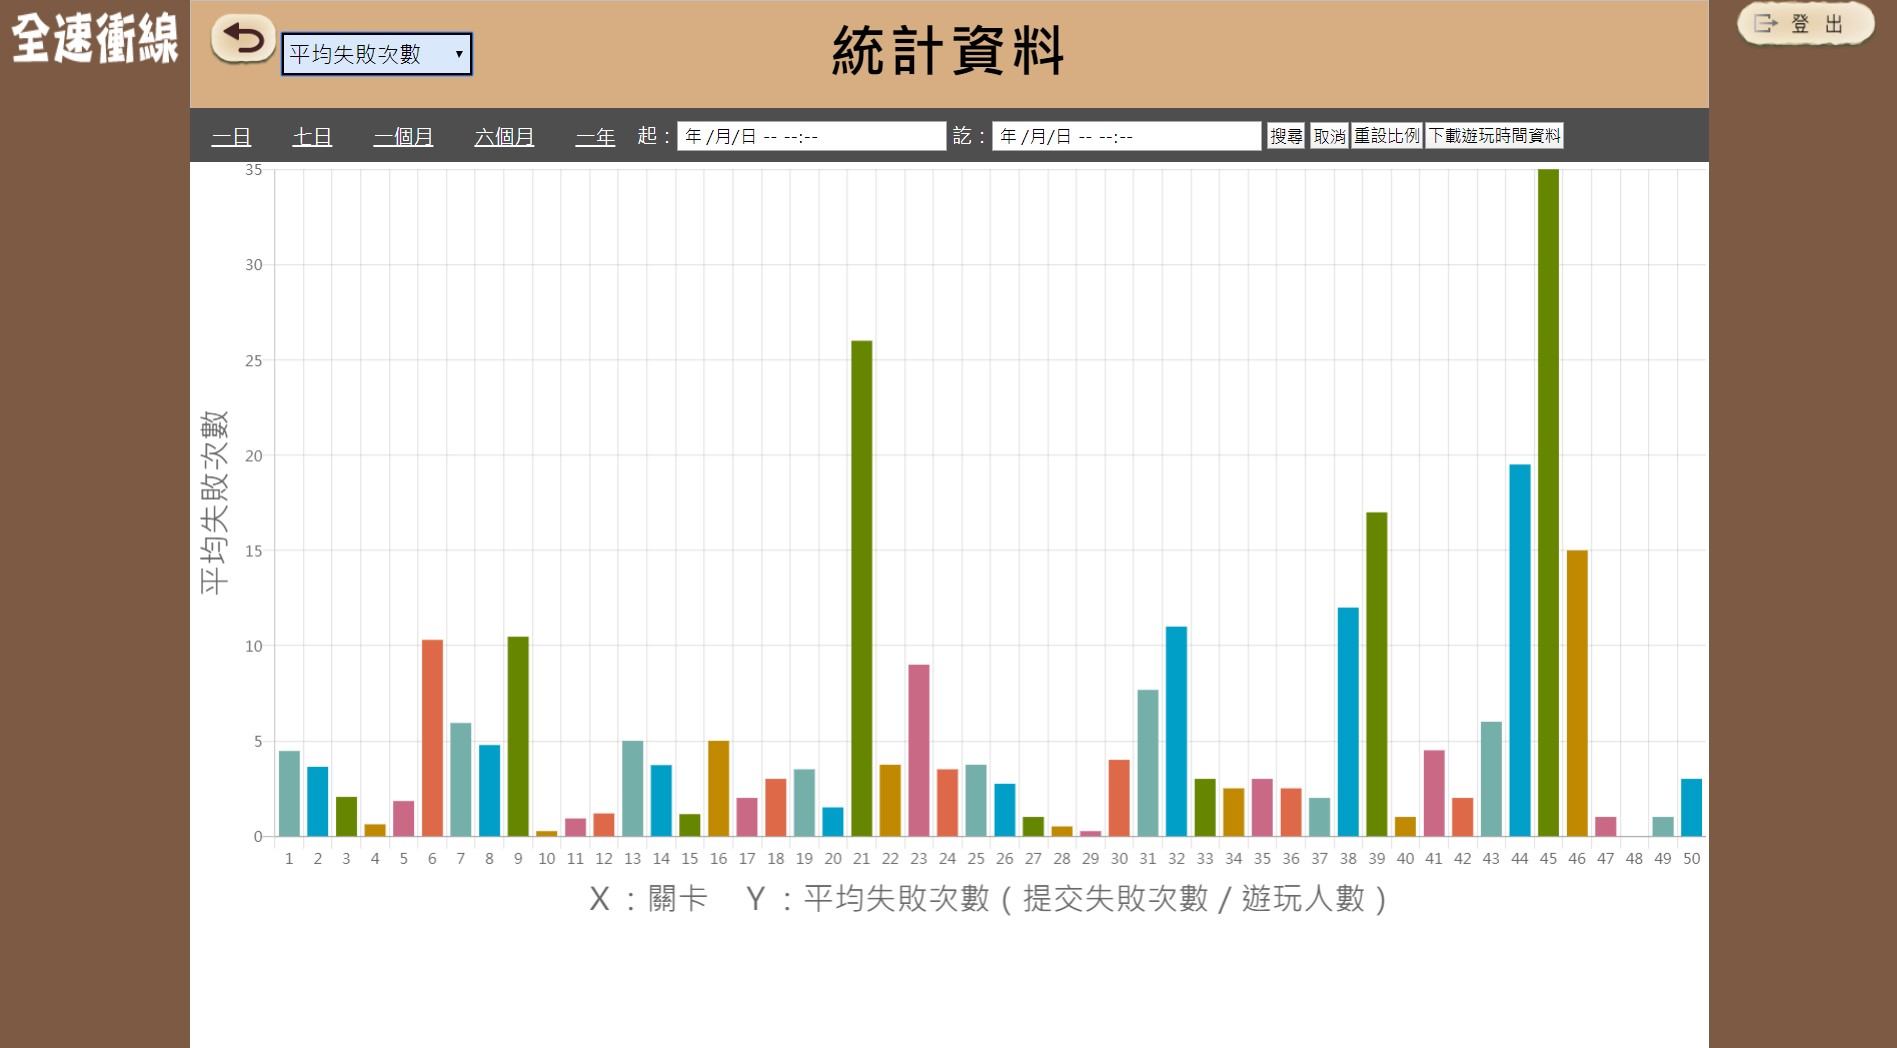 全速衝線
平均失敗次數
統計資料
登 出
一日 七日 一個月 六個月 一年 起： 年 /月/日 -- --:-- 訖： 年 /月/日 -- --:-- 搜尋 取消 重設比例 下載遊玩時間資料
35
30
25
20
15
10
5
0
平均失敗次數
1 2 3 4 5 6 7 8 9 10 11 12 13 14 15 16 17 18 19 20 21 22 23 24 25 26 27 28 29 30 31 32 33 34 35 36 37 38 39 40 41 42 43 44 45 46 47 48 49 50
X ：關卡 Y ：平均失敗次數 ( 提交失敗次數 / 遊玩人數 )